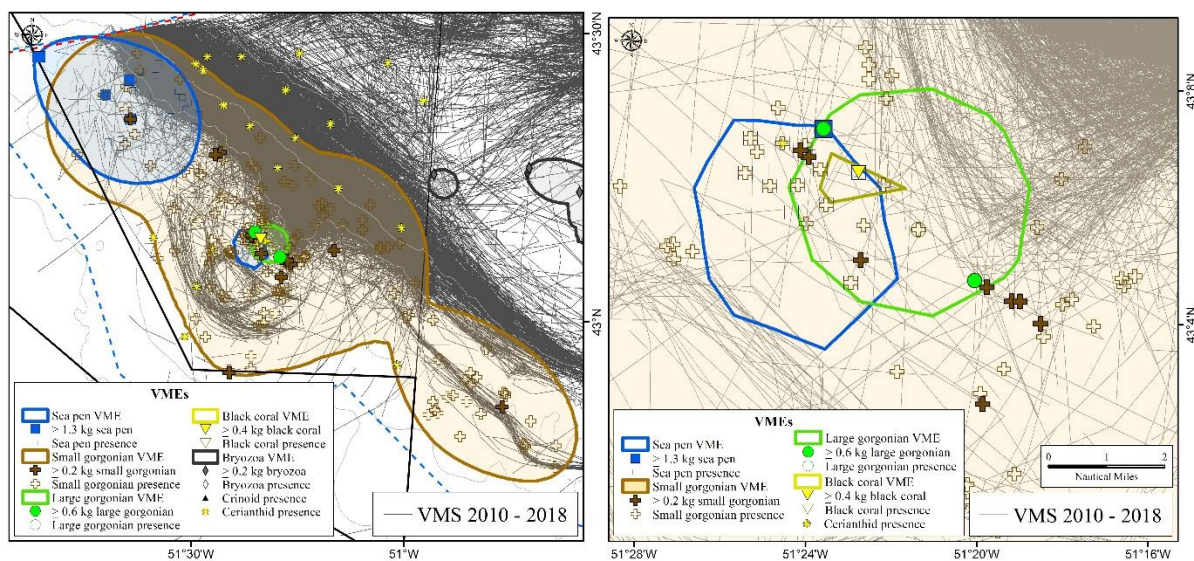 43°30'N
43°N
VMEs
Sea pen VME
≥ 1.3 kg sea pen
Sea pen presence
Small gorgonian VME
≥ 0.2 kg small gorgonian
Small gorgonian presence
Large gorgonian VME
≥ 0.6 kg large gorgonian
Large gorgonian presence
Black coral VME
≥ 0.4 kg black coral
Black coral presence
Bryozoa VME
≥ 0.2 kg bryozoa
Bryozoa presence
Crinoid presence
Cerianthid presence
VMS 2010 - 2018
51°30'W
51°W
43°8'N
43°4'N
VMEs
Sea pen VME
≥ 1.3 kg sea pen
Sea pen presence
Small gorgonian VME
≥ 0.2 kg small gorgonian
Small gorgonian presence
Large gorgonian VME
≥ 0.6 kg large gorgonian
Large gorgonian presence
Black coral VME
≥ 0.4 kg black coral
Black coral presence
Cerianthid presence
0 1 2
Nautical Miles
VMS 2010 - 2018
51°28'W
51°24'W
51°20'W
51°16'W